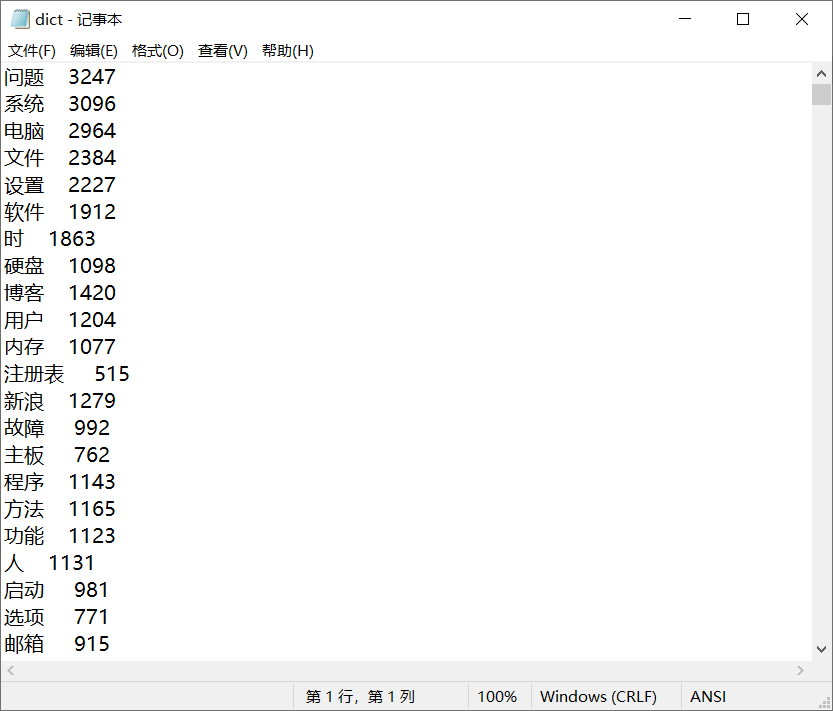 dict - 记事本
文件(F) 编辑(E) 格式(O) 查看(V) 帮助(H)
问题 3247
系统 3096
电脑 2964
文件 2384
设置 2227
软件 1912
时 1863
硬盘 1098
博客 1420
用户 1204
内存 1077
注册表 515
新浪 1279
故障 992
主板 762
程序 1143
方法 1165
功能 1123
人 1131
启动 981
选项 771
邮箱 915
第 1 行，第 1 列 100% Windows (CRLF) ANSI